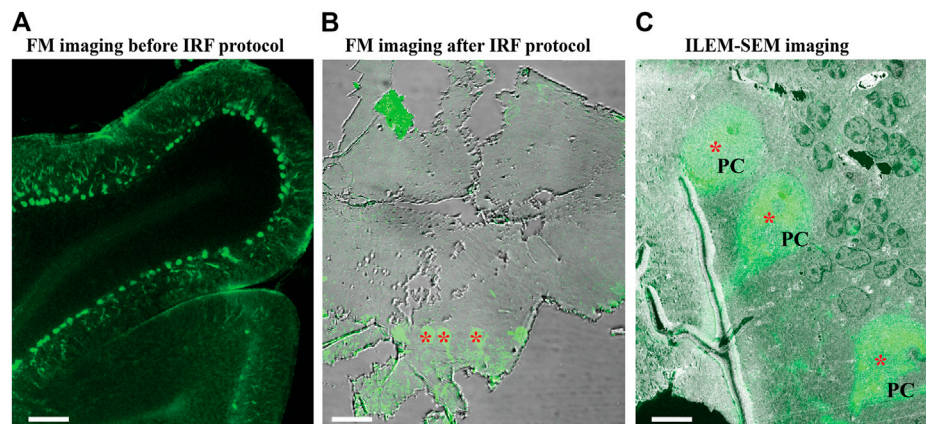 A
FM imaging before IRF protocol
B
FM imaging after IRF protocol
* * *
C
ILEM-SEM imaging
*
PC
*
PC
*
PC